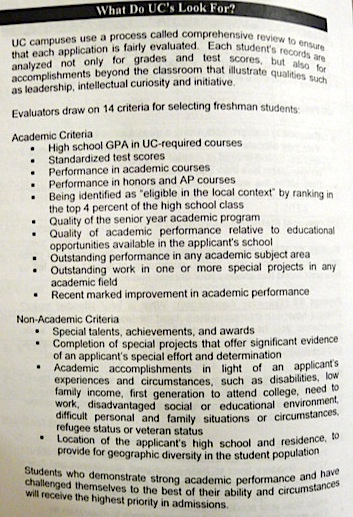 What Do UC's Look For?
UC campuses use a process called comprehensive review to ensure
that each application is fairly evaluated. Each student's records are
analyzed not only for grades and test scores, but also for
accomplishments beyond the classroom that illustrate qualities such
as leadership, intellectual curiosity and initiative.
Evaluators draw on 14 criteria for selecting freshman students:
Academic Criteria
▪ High school GPA in UC-required courses
▪ Standardized test scores
▪ Performance in academic courses
▪ Performance in honors and AP courses
▪ Being identified as "eligible in the local context" by ranking in
the top 4 percent of the high school class
▪ Quality of the senior year academic program
▪ Quality of academic performance relative to educational
opportunities available in the applicant's school
▪ Outstanding performance in any academic subject area
▪ Outstanding work in one or more special projects in any
academic field
▪ Recent marked improvement in academic performance
Non-Academic Criteria
▪ Special talents, achievements, and awards
▪ Completion of special projects that offer significant evidence
of an applicant's special effort and determination
▪ Academic accomplishments in light of an applicant's
experiences and circumstances, such as disabilities, low
family income, first generation to attend college, need to
work, disadvantaged social or educational environment,
difficult personal and family situations or circumstances,
refugee status or veteran status
▪ Location of the applicant's high school and residence, to
provide for geographic diversity in the student population
Students who demonstrate strong academic performance and have
challenged themselves to the best of their ability and circumstances
will receive the highest priority in admissions.